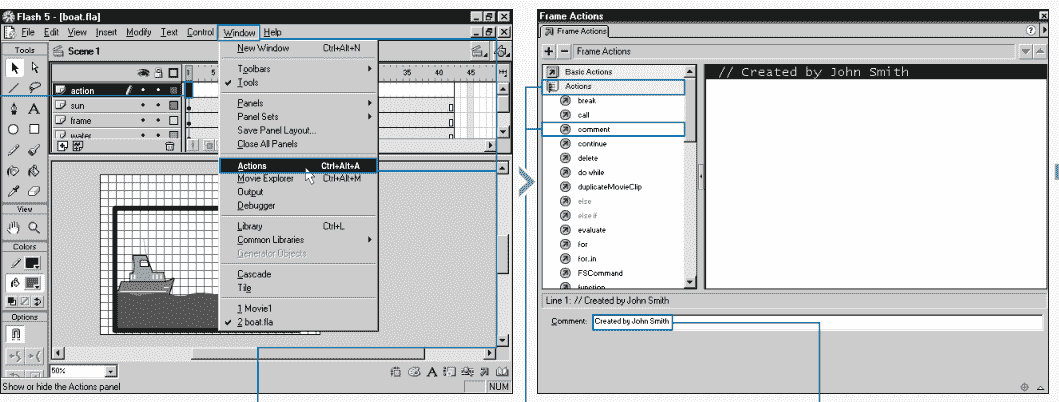 Flash 5 - [boat.fla]
File Edit View Insert Modify Text Control Window Help
Tools
Scene 1
1 5 35 40 45
action
sun
frame
water
View
Colors
Options
50%
Show or hide the Actions panel
NUM
New Window Ctrl+Alt+N
Toolbars
Tools
Panels
Panel Sets
Save Panel Layout...
Close All Panels
Actions Ctrl+Alt+A
Movie Explorer Ctrl+Alt+M
Output
Debugger
Library Ctrl+L
Common Libraries
Generator Objects
Cascade
Tile
1 Movie1
2 boat.fla
Frame Actions
Frame Actions
Frame Actions
Basic Actions
Actions
break
call
comment
continue
delete
do while
duplicateMovieClip
else
else if
evaluate
for
for..in
FSCommand
function
// Created by John Smith
Line 1: // Created by John Smith
Comment: Created by John Smith